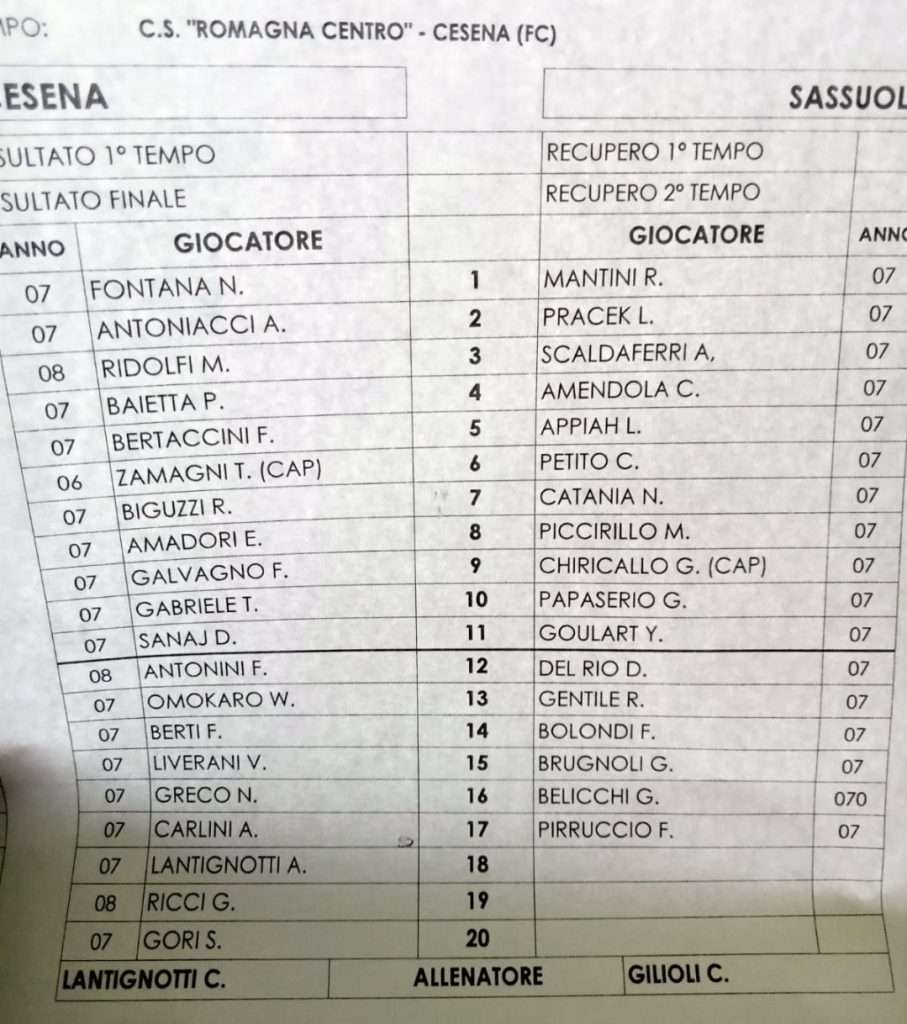 MPO: C.S. "ROMAGNA CENTRO" - CESENA (FC)
CESENA SASSUOL
SULTATO 1° TEMPO RECUPERO 1° TEMPO
SULTATO FINALE RECUPERO 2° TEMPO
ANNO GIOCATORE GIOCATORE ANNO
07 FONTANA N. 1 MANTINI R. 07
07 ANTONIACCI A. 2 PRACEK L. 07
08 RIDOLFI M. 3 SCALDAFERRI A, 07
07 BAIETTA P. 4 AMENDOLA C. 07
07 BERTACCINI F. 5 APPIAH L. 07
06 ZAMAGNI T. (CAP) 6 PETITO C. 07
07 BIGUZZI R. 7 CATANIA N. 07
07 AMADORI E. 8 PICCIRILLO M. 07
07 GALVAGNO F. 9 CHIRICALLO G. (CAP) 07
07 GABRIELE T. 10 PAPASERIO G. 07
07 SANAJ D. 11 GOULART Y. 07
08 ANTONINI F. 12 DEL RIO D. 07
07 OMOKARO W. 13 GENTILE R. 07
07 BERTI F. 14 BOLONDI F. 07
07 LIVERANI V. 15 BRUGNOLI G. 07
07 GRECO N. 16 BELICCHI G. 070
07 CARLINI A. 17 PIRRUCCIO F. 07
07 LANTIGNOTTI A. 18
08 RICCI G. 19
07 GORI S. 20
LANTIGNOTTI C. ALLENATORE GILIOLI C.